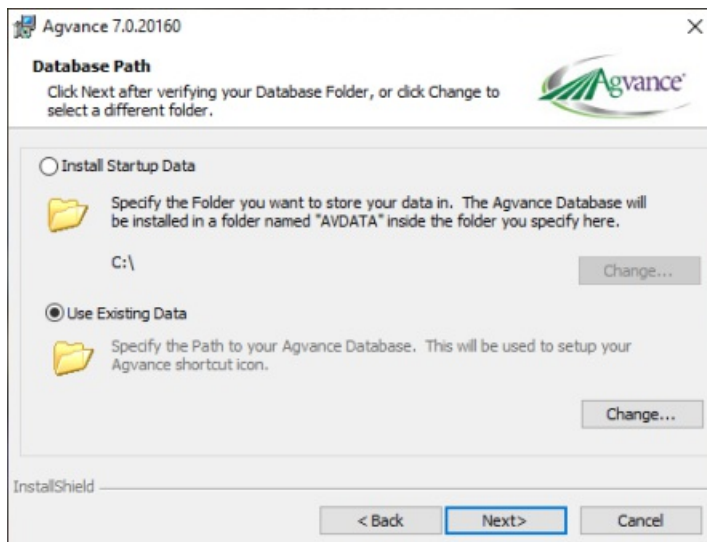 Agvance 7.0.20160
Database Path
Click Next after verifying your Database Folder, or click Change to
select a different folder.
Agvance®
Install Startup Data
Specify the Folder you want to store your data in.  The Agvance Database will
be installed in a folder named "AVDATA" inside the folder you specify here.
C:\
Change...
Use Existing Data
Specify the Path to your Agvance Database.  This will be used to setup your
Agvance shortcut icon.
Change...
InstallShield
< Back
Next>
Cancel